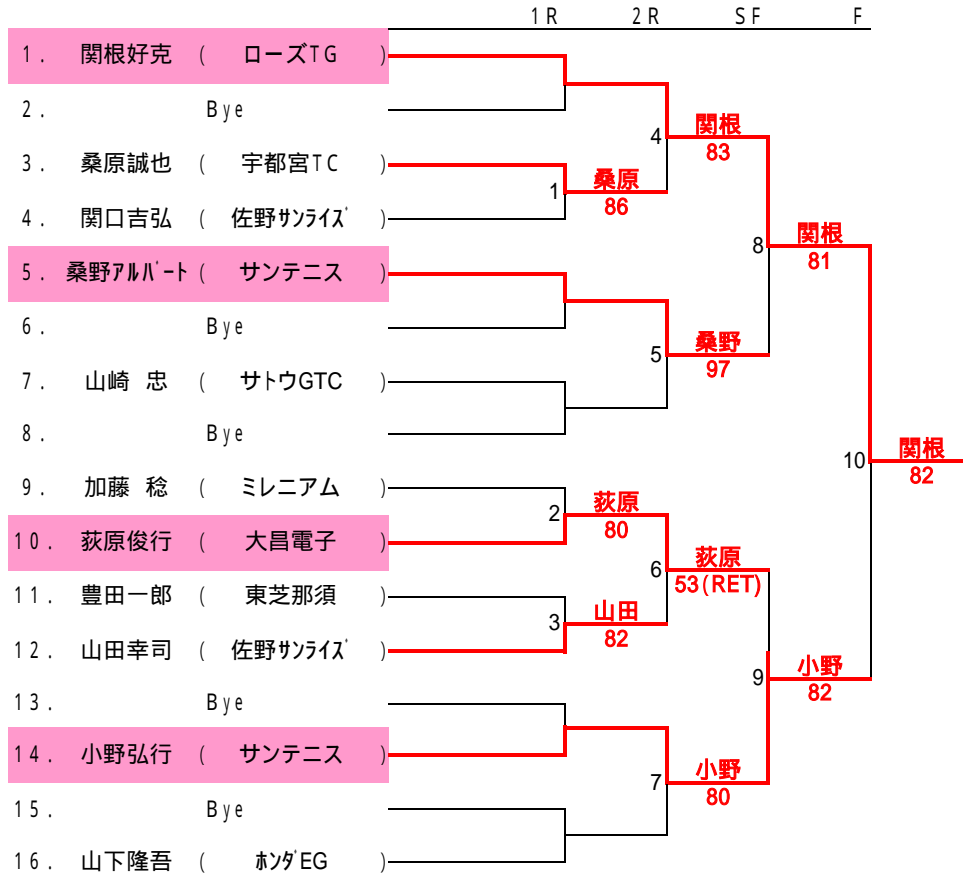 1R 2R SF F
1. 関根好克 ( ローズTG )
2. Bye
4 関根
83
3. 桑原誠也 ( 宇都宮TC )
1 桑原
86
4. 関口吉弘 ( 佐野サンライズ )
8 関根
81
5. 桑野アルバート ( サンテニス )
6. Bye
5 桑野
97
7. 山崎 忠 ( サトウGTC )
8. Bye
10 関根
82
9. 加藤 稔 ( ミレニアム )
2 荻原
80
10. 荻原俊行 ( 大昌電子 )
6 荻原
53(RET)
11. 豊田一郎 ( 東芝那須 )
3 山田
82
12. 山田幸司 ( 佐野サンライズ )
9 小野
82
13. Bye
14. 小野弘行 ( サンテニス )
7 小野
80
15. Bye
16. 山下隆吾 ( ホンダEG )